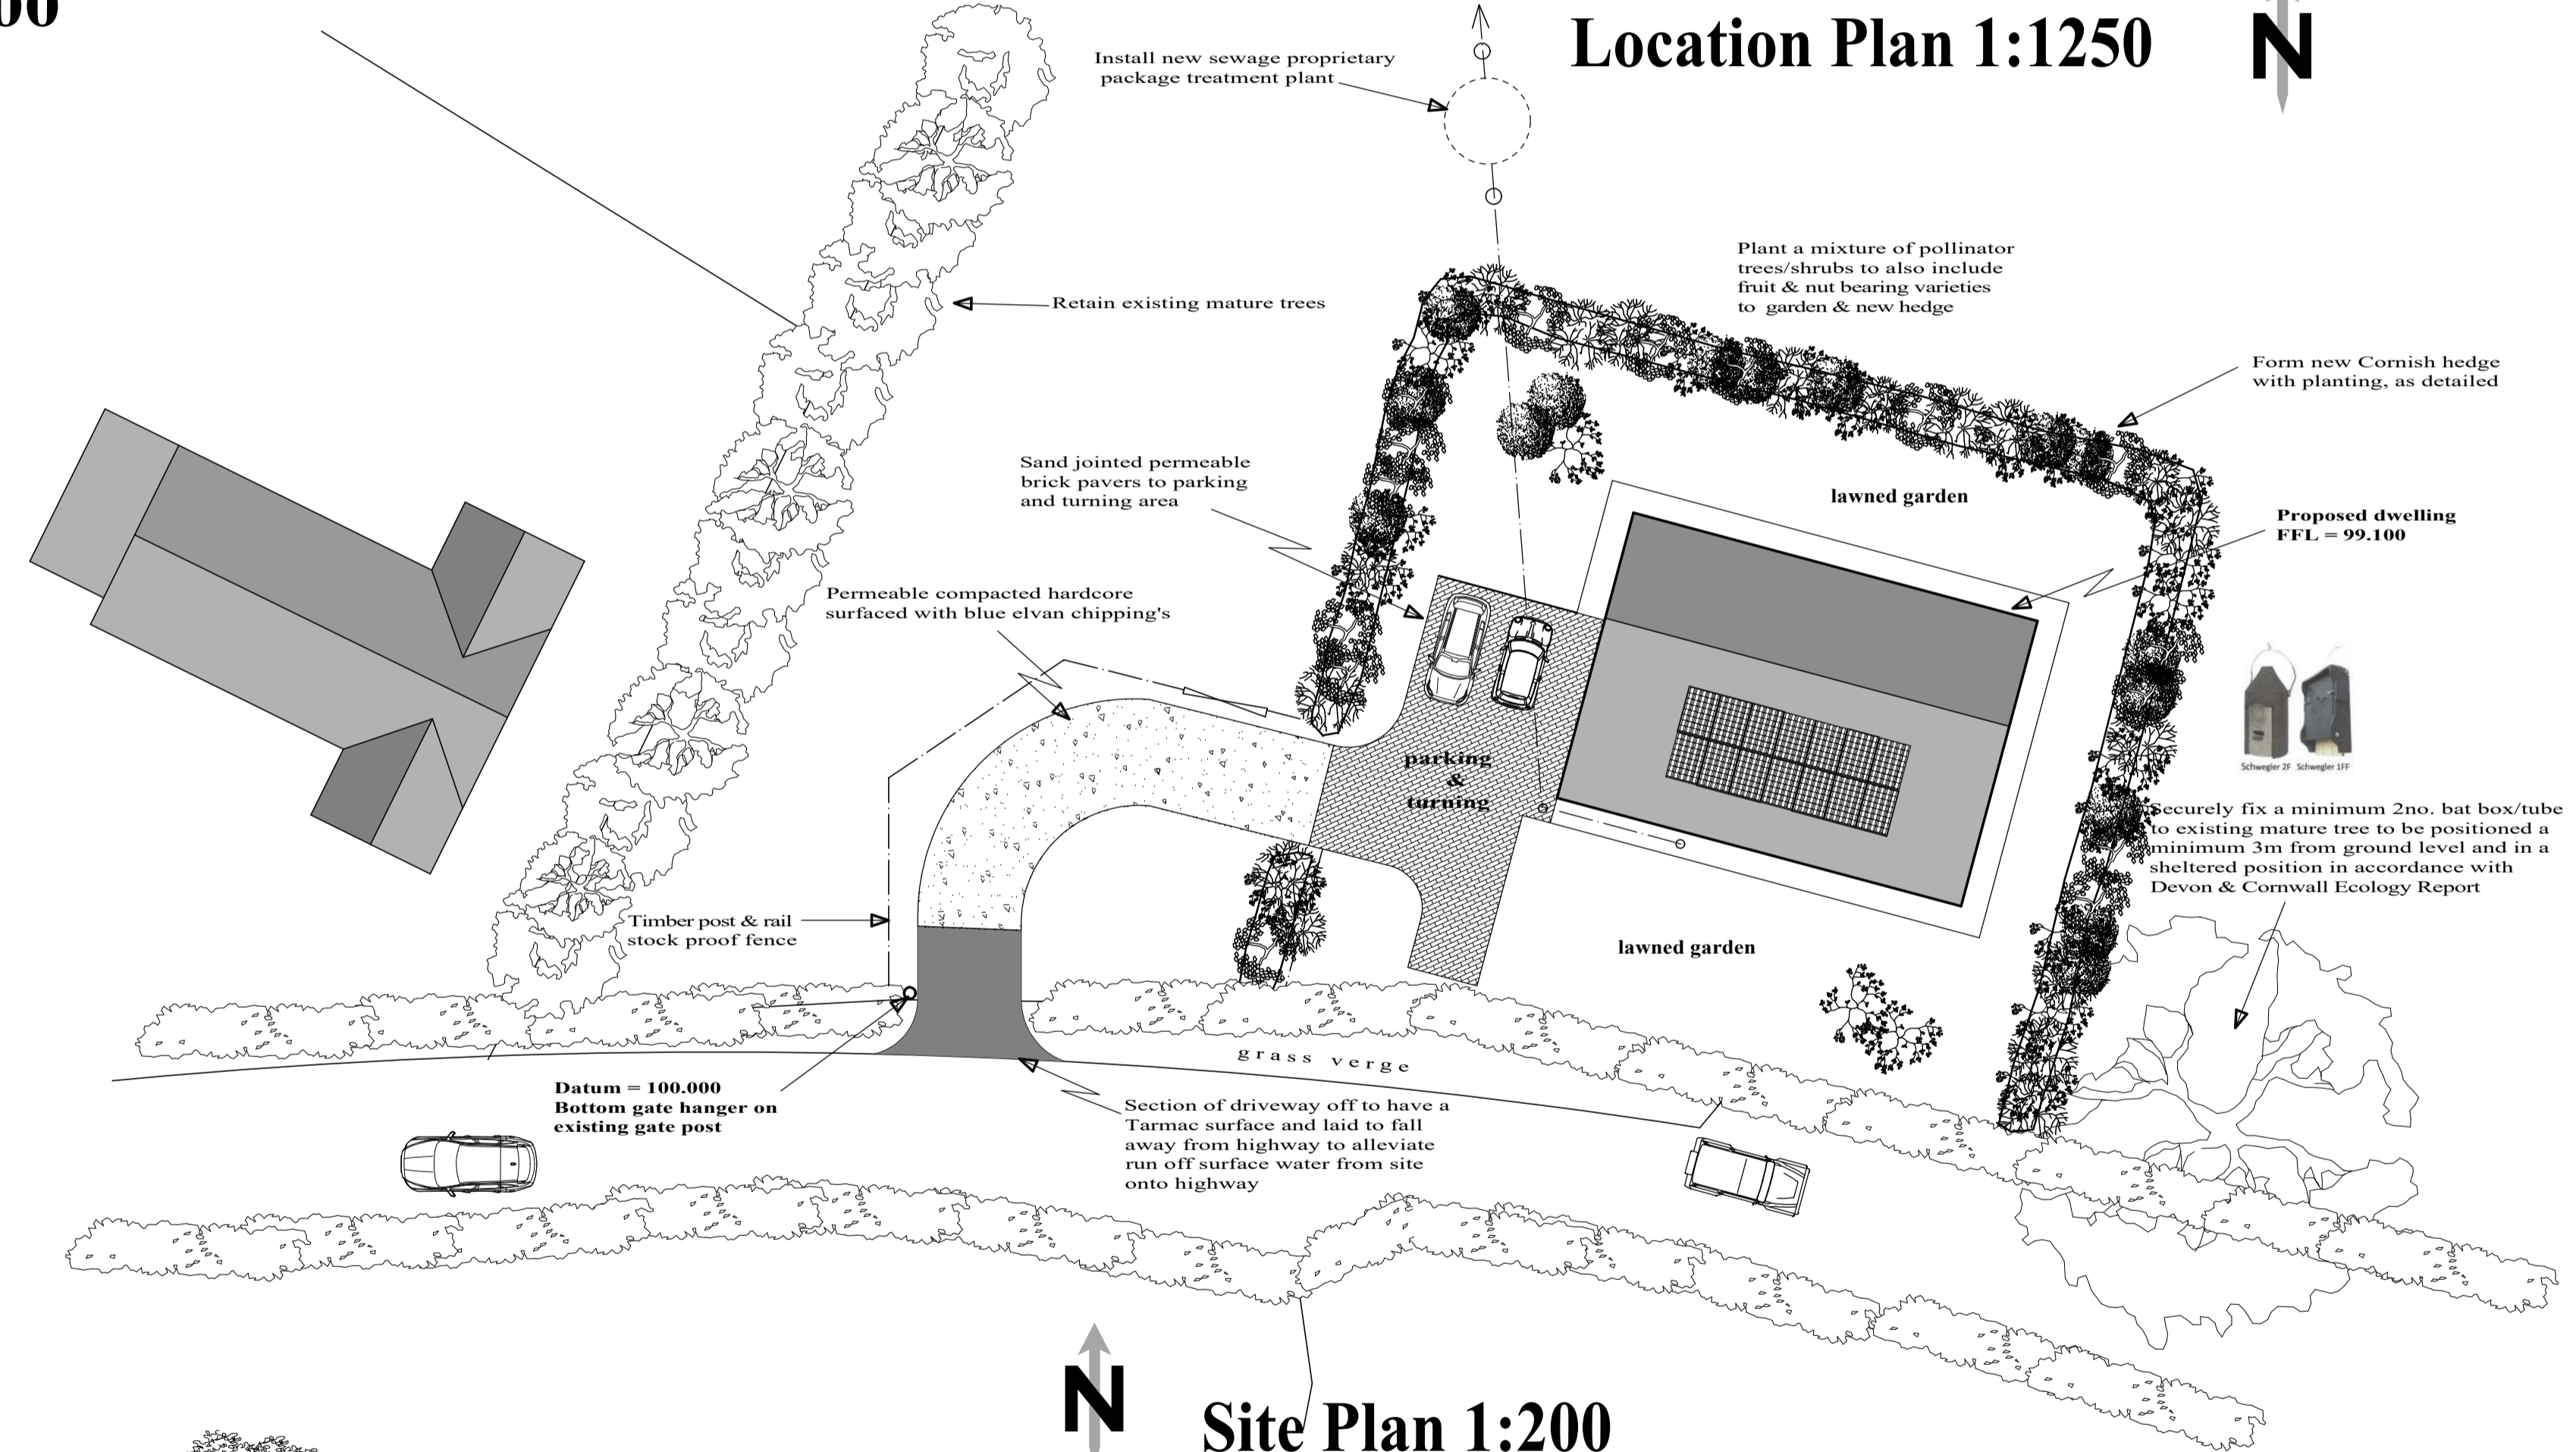 00
Location Plan 1:1250
N
Install new sewage proprietary
package treatment plant
Retain existing mature trees
Plant a mixture of pollinator
trees/shrubs to also include
fruit & nut bearing varieties
to garden & new hedge
Form new Cornish hedge
with planting, as detailed
Sand jointed permeable
brick pavers to parking
and turning area
lawned garden
Proposed dwelling
FFL = 99.100
Permeable compacted hardcore
surfaced with blue elvan chipping's
parking
&
turning
Schwegler 2F Schwegler 1FF
Securely fix a minimum 2no. bat box/tube
to existing mature tree to be positioned a
minimum 3m from ground level and in a
sheltered position in accordance with
Devon & Cornwall Ecology Report
Timber post & rail
stock proof fence
lawned garden
grass verge
Datum = 100.000
Bottom gate hanger on
existing gate post
Section of driveway off to have a
Tarmac surface and laid to fall
away from highway to alleviate
run off surface water from site
onto highway
N
Site Plan 1:200